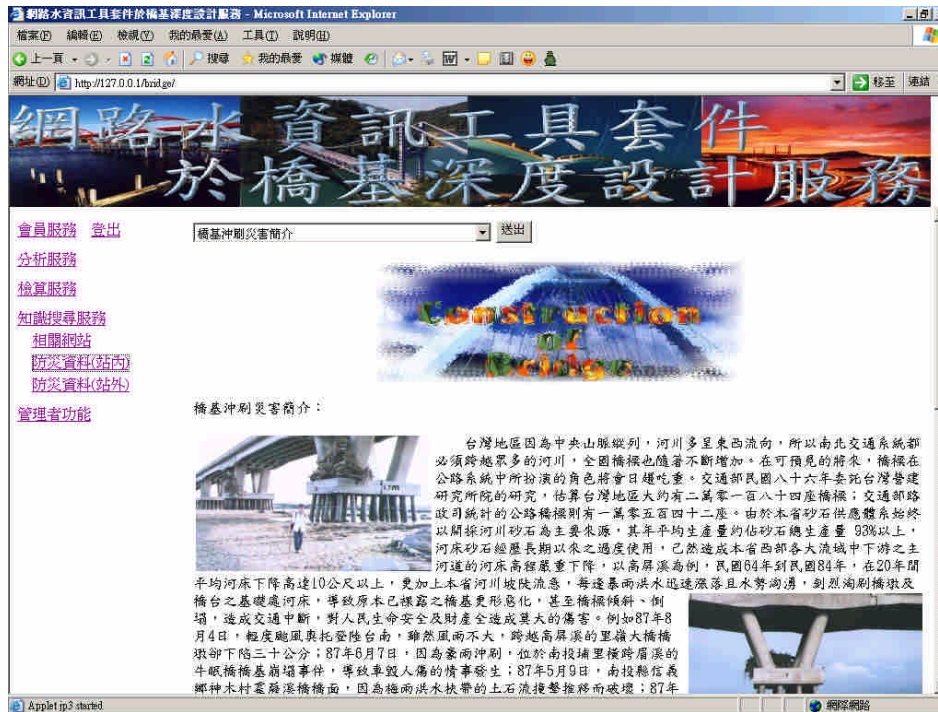 網路水資訊工具套件於橋基深度設計服務 - Microsoft Internet Explorer
檔案(F) 編輯(E) 檢視(V) 我的最愛(A) 工具(T) 說明(H)
上一頁 搜尋 我的最愛 媒體
網址(D) http://127.0.0.1/bridge/ 移至 連結
網路水資訊工具套件
於橋基深度設計服務
會員服務 登出
分析服務
檢算服務
知識搜尋服務
相關網站
防災資料(站內)
防災資料(站外)
管理者功能
橋基沖刷災害簡介 送出
Construction
of
Bridge
橋基沖刷災害簡介：
台灣地區因為中央山脈縱列，河川多呈東西流向，所以南北交通系統都
必須跨越眾多的河川，全國橋樑也隨著不斷增加。在可預見的將來，橋樑在
公路系統中所扮演的角色將會日趨吃重。交通部民國八十六年委託台灣營建
研究所院的研究，估算台灣地區大約有二萬零一百八十四座橋樑；交通部路
政司統計的公路橋樑則有一萬零五百四十二座。由於本省砂石供應體系始終
以開採河川砂石為主要來源，其年平均生產量約佔砂石總生產量 93%以上，
河床砂石經歷長期以來之過度使用，已然造成本省西部各大流域中下游之主
河道的河床高程嚴重下降，以高屏溪為例，民國64年到民國84年，在20年間
平均河床下降高達10公尺以上，更加上本省河川坡陡流急，每逢暴雨洪水迅速漲落且水勢洶湧，刮烈淘刷橋墩及
橋台之基礎處河床，導致原本已裸露之橋基更形惡化，甚至橋樑傾斜、倒
塌，造成交通中斷，對人民生命安全及財產全造成莫大的傷害。例如87年8
月4日，輕度颱風奧托登陸台南，雖然風雨不大，跨越高屏溪的里嶺大橋橋
墩卻下陷三十公分；87年6月7日，因為豪雨沖刷，位於南投埔里橫跨眉溪的
牛眠橋橋基崩塌事件，導致車毀人傷的情事發生；87年5月9日，南投縣信義
鄉神木村霍薩溪橋橋面，因為梅雨洪水挾帶的土石流撞擊推移而破壞；87年
Applet jp3 started 網際網路